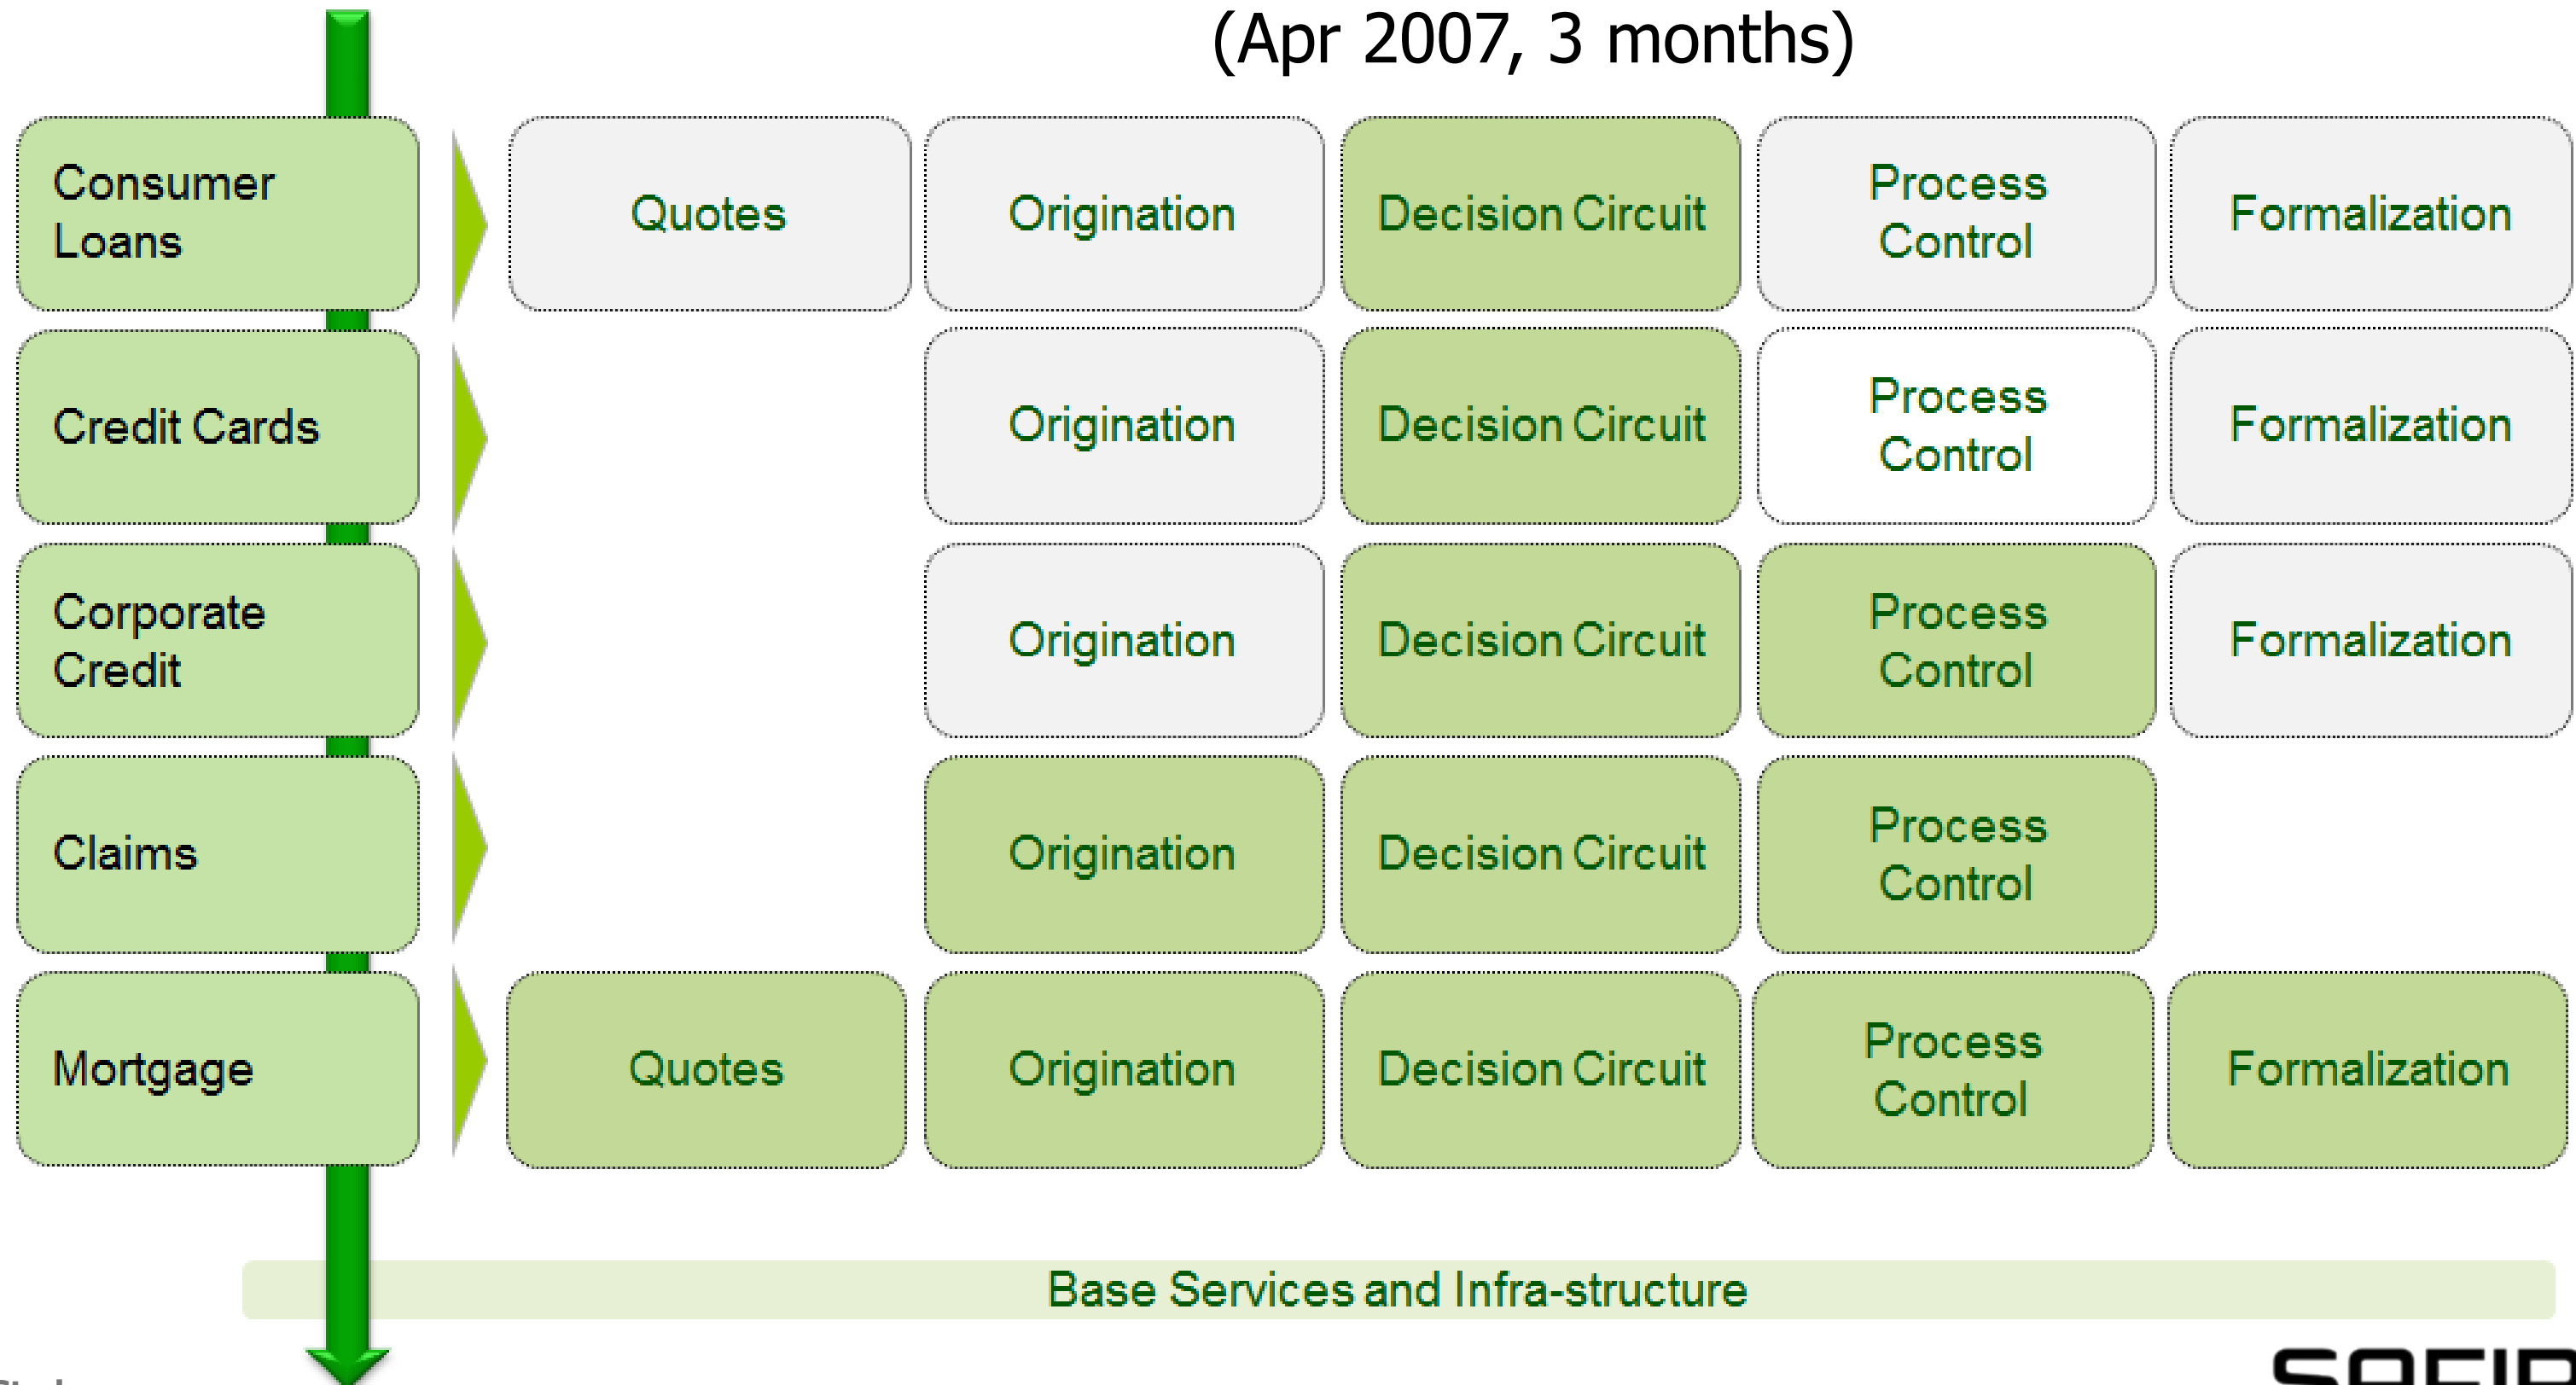 (Apr 2007, 3 months)
Consumer
Loans
Quotes
Origination
Decision Circuit
Process
Control
Formalization
Credit Cards
Origination
Decision Circuit
Process
Control
Formalization
Corporate
Credit
Origination
Decision Circuit
Process
Control
Formalization
Claims
Origination
Decision Circuit
Process
Control
Mortgage
Quotes
Origination
Decision Circuit
Process
Control
Formalization
Base Services and Infra-structure